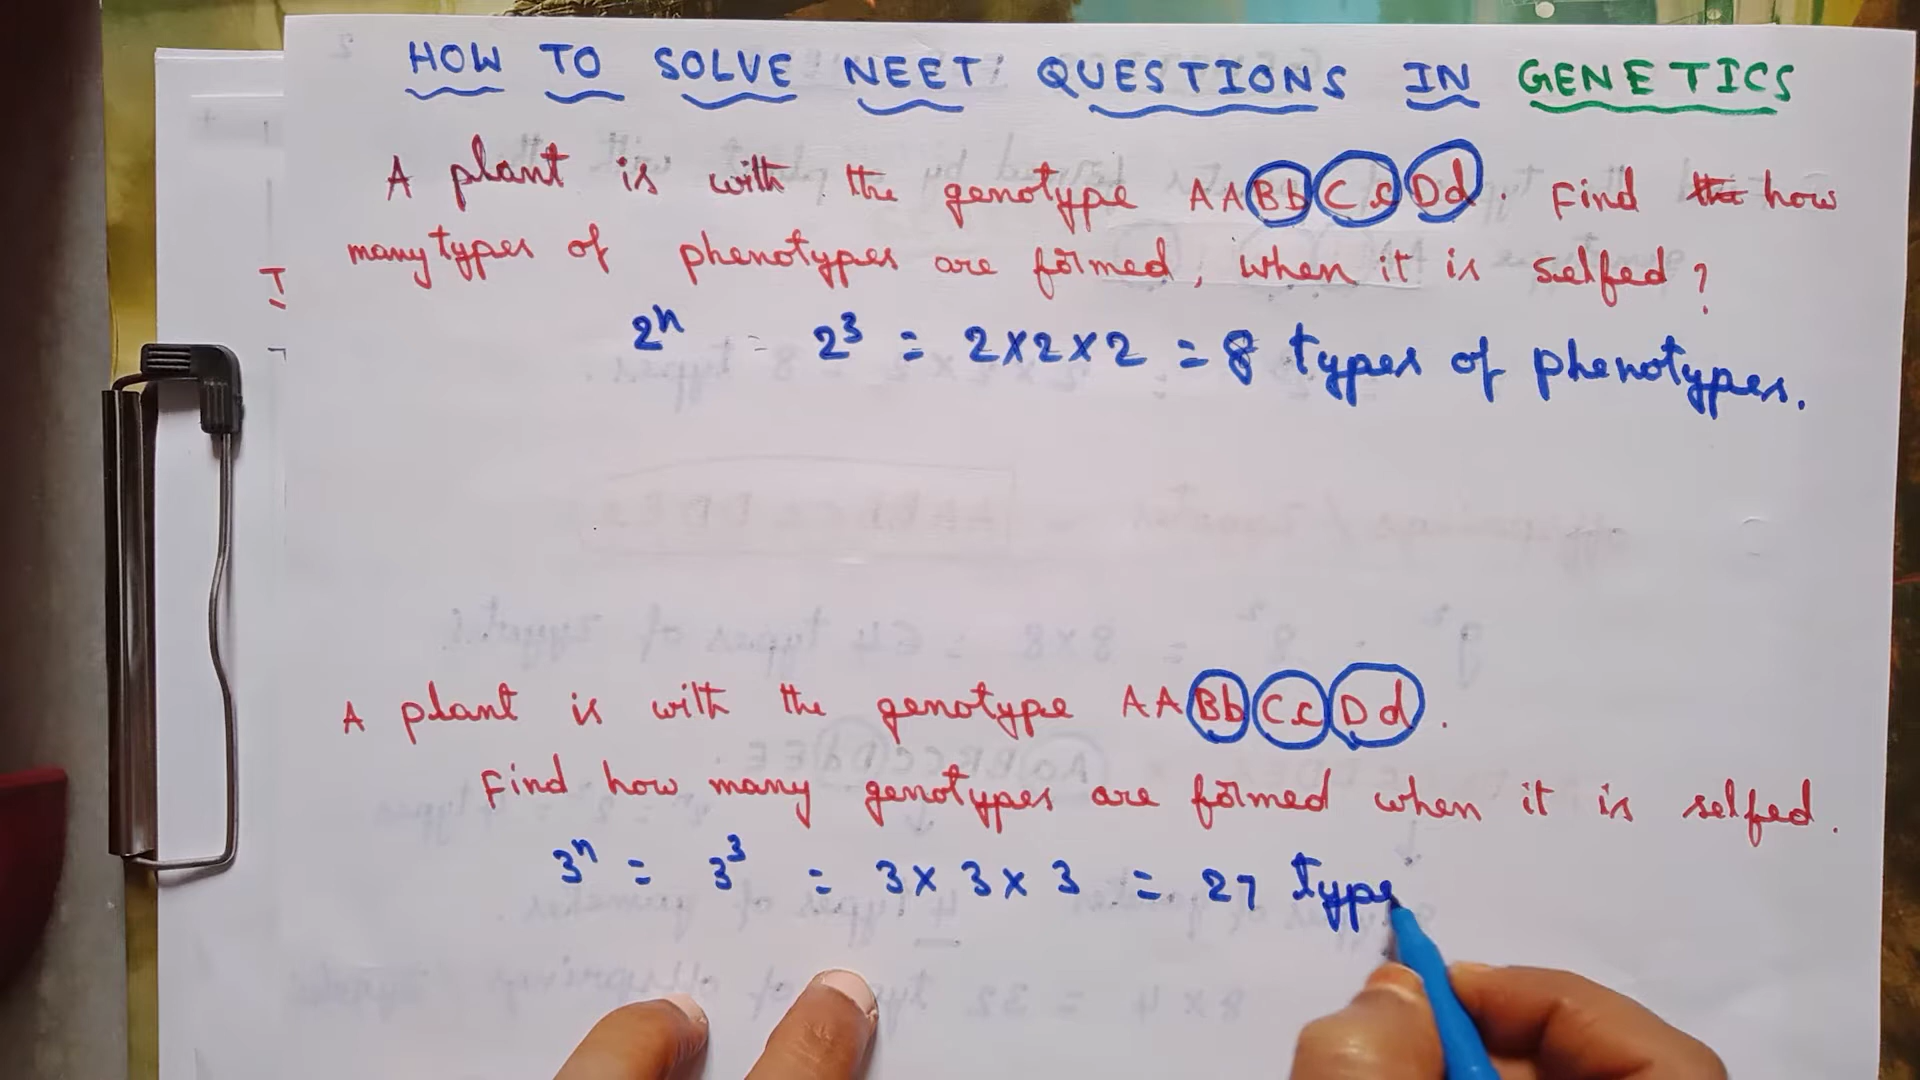 HOW TO SOLVE NEET QUESTIONS IN GENETICS
A plant is with the genotype AABbCcDd. Find the how
many types of phenotypes are formed, when it is selfed?
2ⁿ = 2³ = 2×2×2 = 8 types of phenotypes.
A plant is with the genotype AABbCcDd.
Find how many genotypes are formed when it is selfed.
3ⁿ = 3³ = 3×3×3 = 27 types